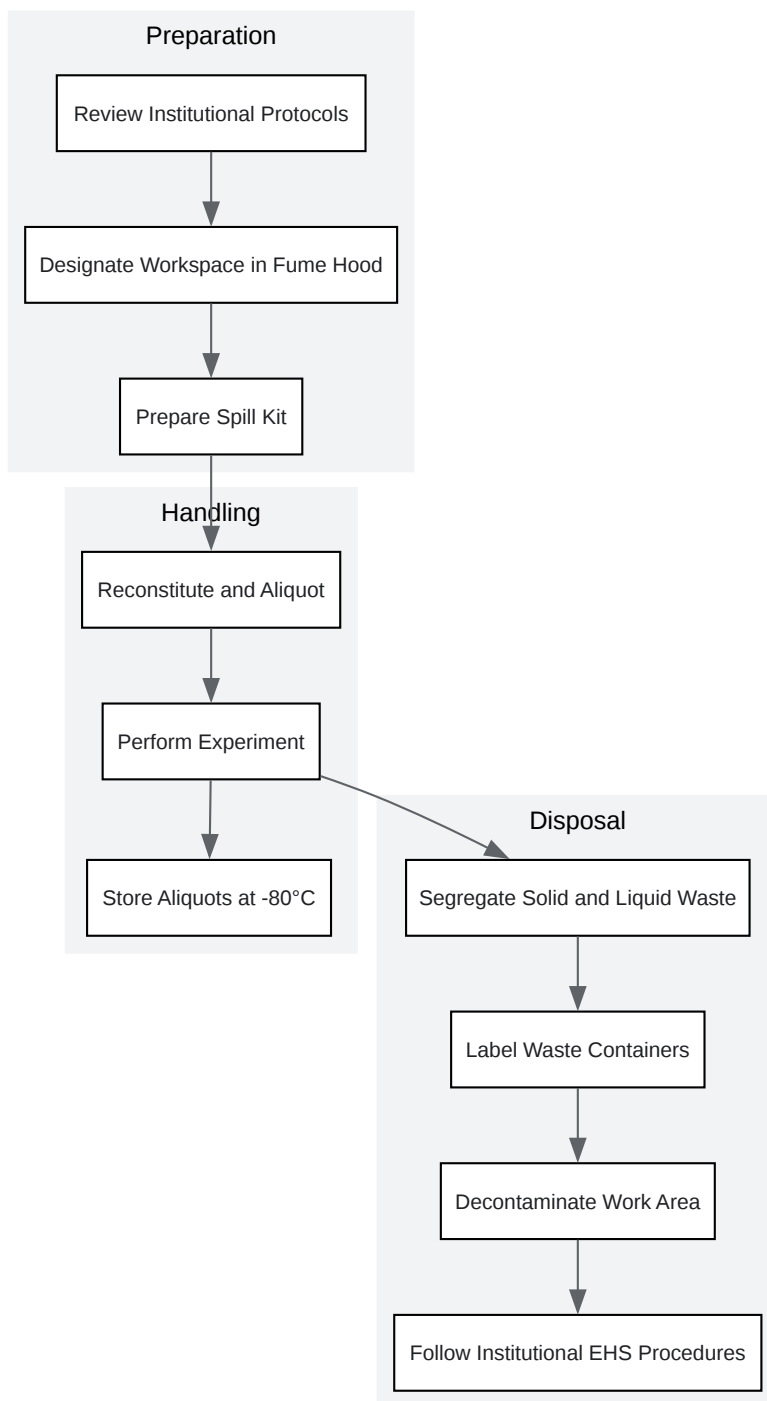 Preparation
Review Institutional Protocols
Designate Workspace in Fume Hood
Prepare Spill Kit
Handling
Reconstitute and Aliquot
Perform Experiment
Store Aliquots at -80°C
Disposal
Segregate Solid and Liquid Waste
Label Waste Containers
Decontaminate Work Area
Follow Institutional EHS Procedures